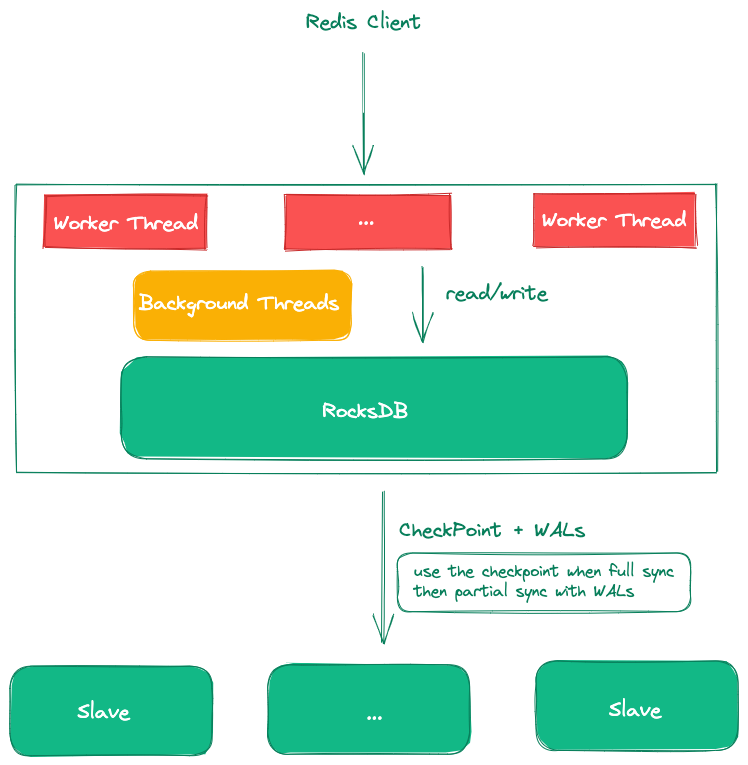 Redis Client
Worker Thread
...
Worker Thread
Background Threads
read/write
RocksDB
CheckPoint + WALs
use the checkpoint when full sync
then partial sync with WALs
Slave
...
Slave